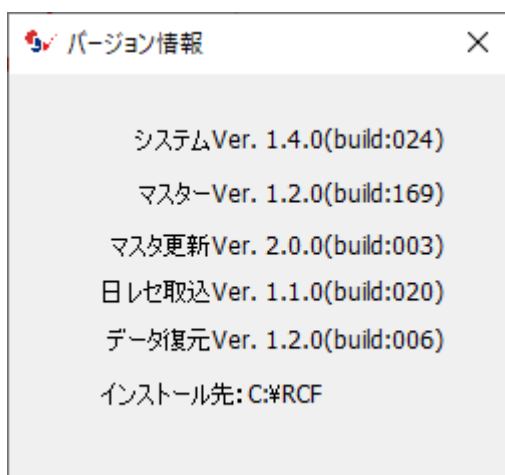 バージョン情報
システムVer. 1.4.0(build:024)
マスターVer. 1.2.0(build:169)
マスタ更新Ver. 2.0.0(build:003)
日レセ取込Ver. 1.1.0(build:020)
データ復元Ver. 1.2.0(build:006)
インストール先: C:¥RCF